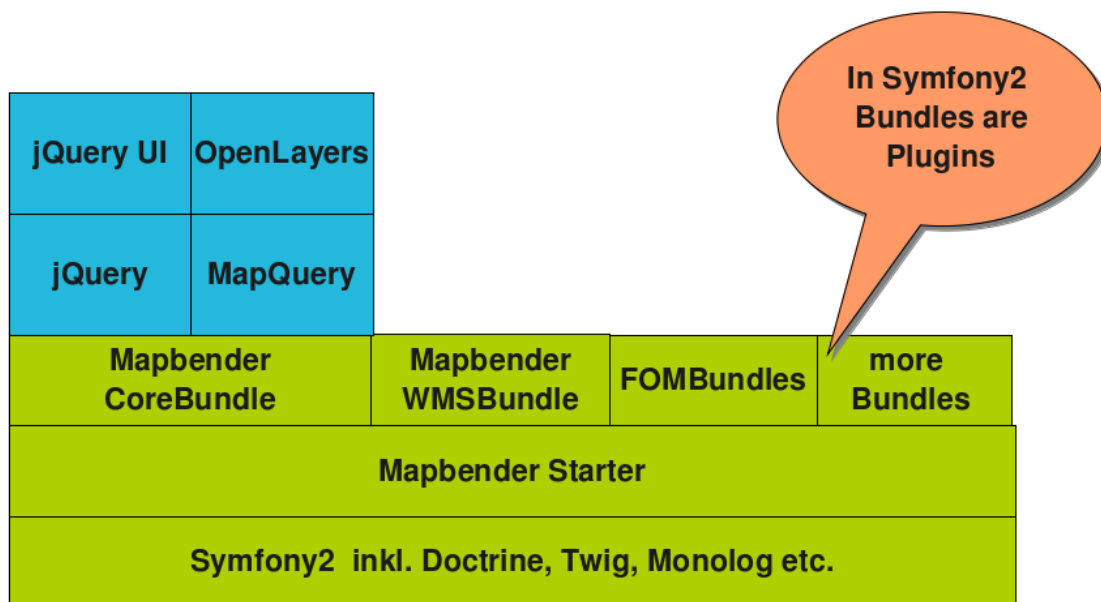 In Symfony2
Bundles are
Plugins
jQuery UI
OpenLayers
jQuery
MapQuery
Mapbender
CoreBundle
Mapbender
WMSBundle
FOMBundles
more
Bundles
Mapbender Starter
Symfony2 inkl. Doctrine, Twig, Monolog etc.